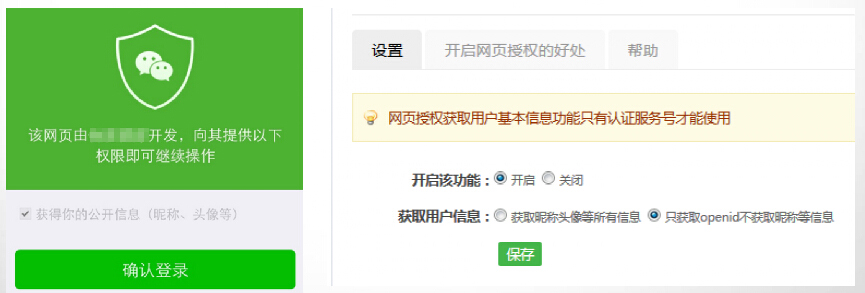 该网页由
开发，向其提供以下
权限即可继续操作
获得你的公开信息（昵称、头像等）
确认登录
设置
开启网页授权的好处
帮助
网页授权获取用户基本信息功能只有认证服务号才能使用
开启该功能：开启 关闭
获取用户信息：获取昵称头像等所有信息 只获取openid不获取昵称等信息
保存